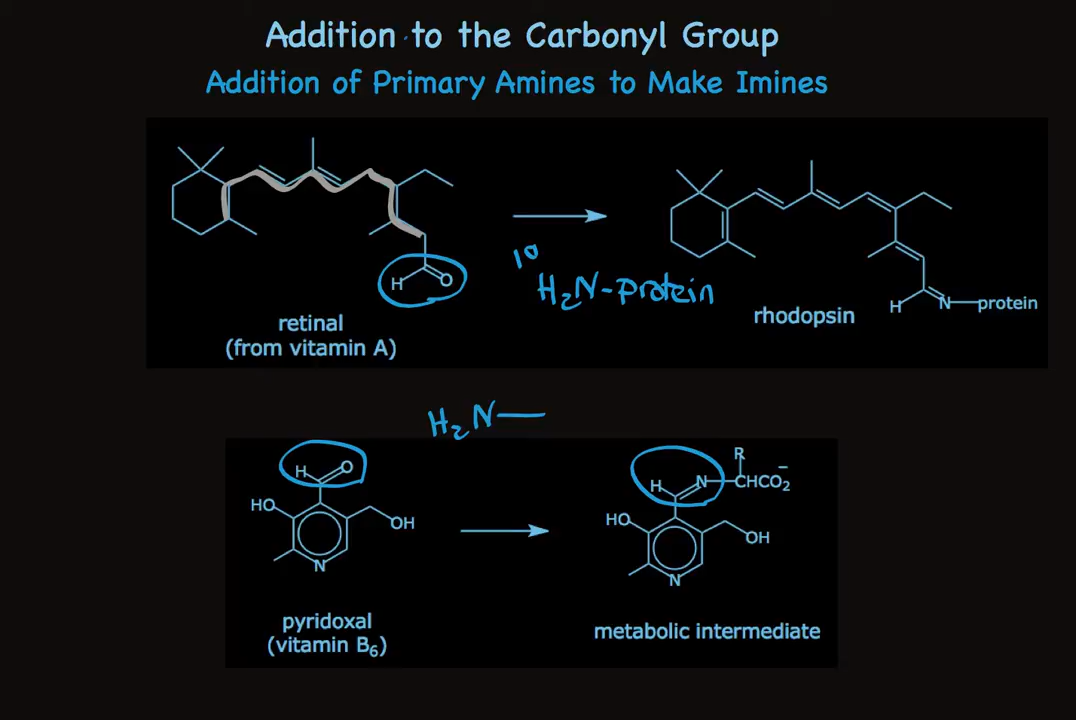 Addition to the Carbonyl Group
Addition of Primary Amines to Make Imines
H O
1° H₂N-protein
retinal
(from vitamin A)
H N protein
rhodopsin
H₂N—
H O
HO
OH
N
pyridoxal
(vitamin B₆)
R
H N CHCO₂⁻
HO
OH
N
metabolic intermediate